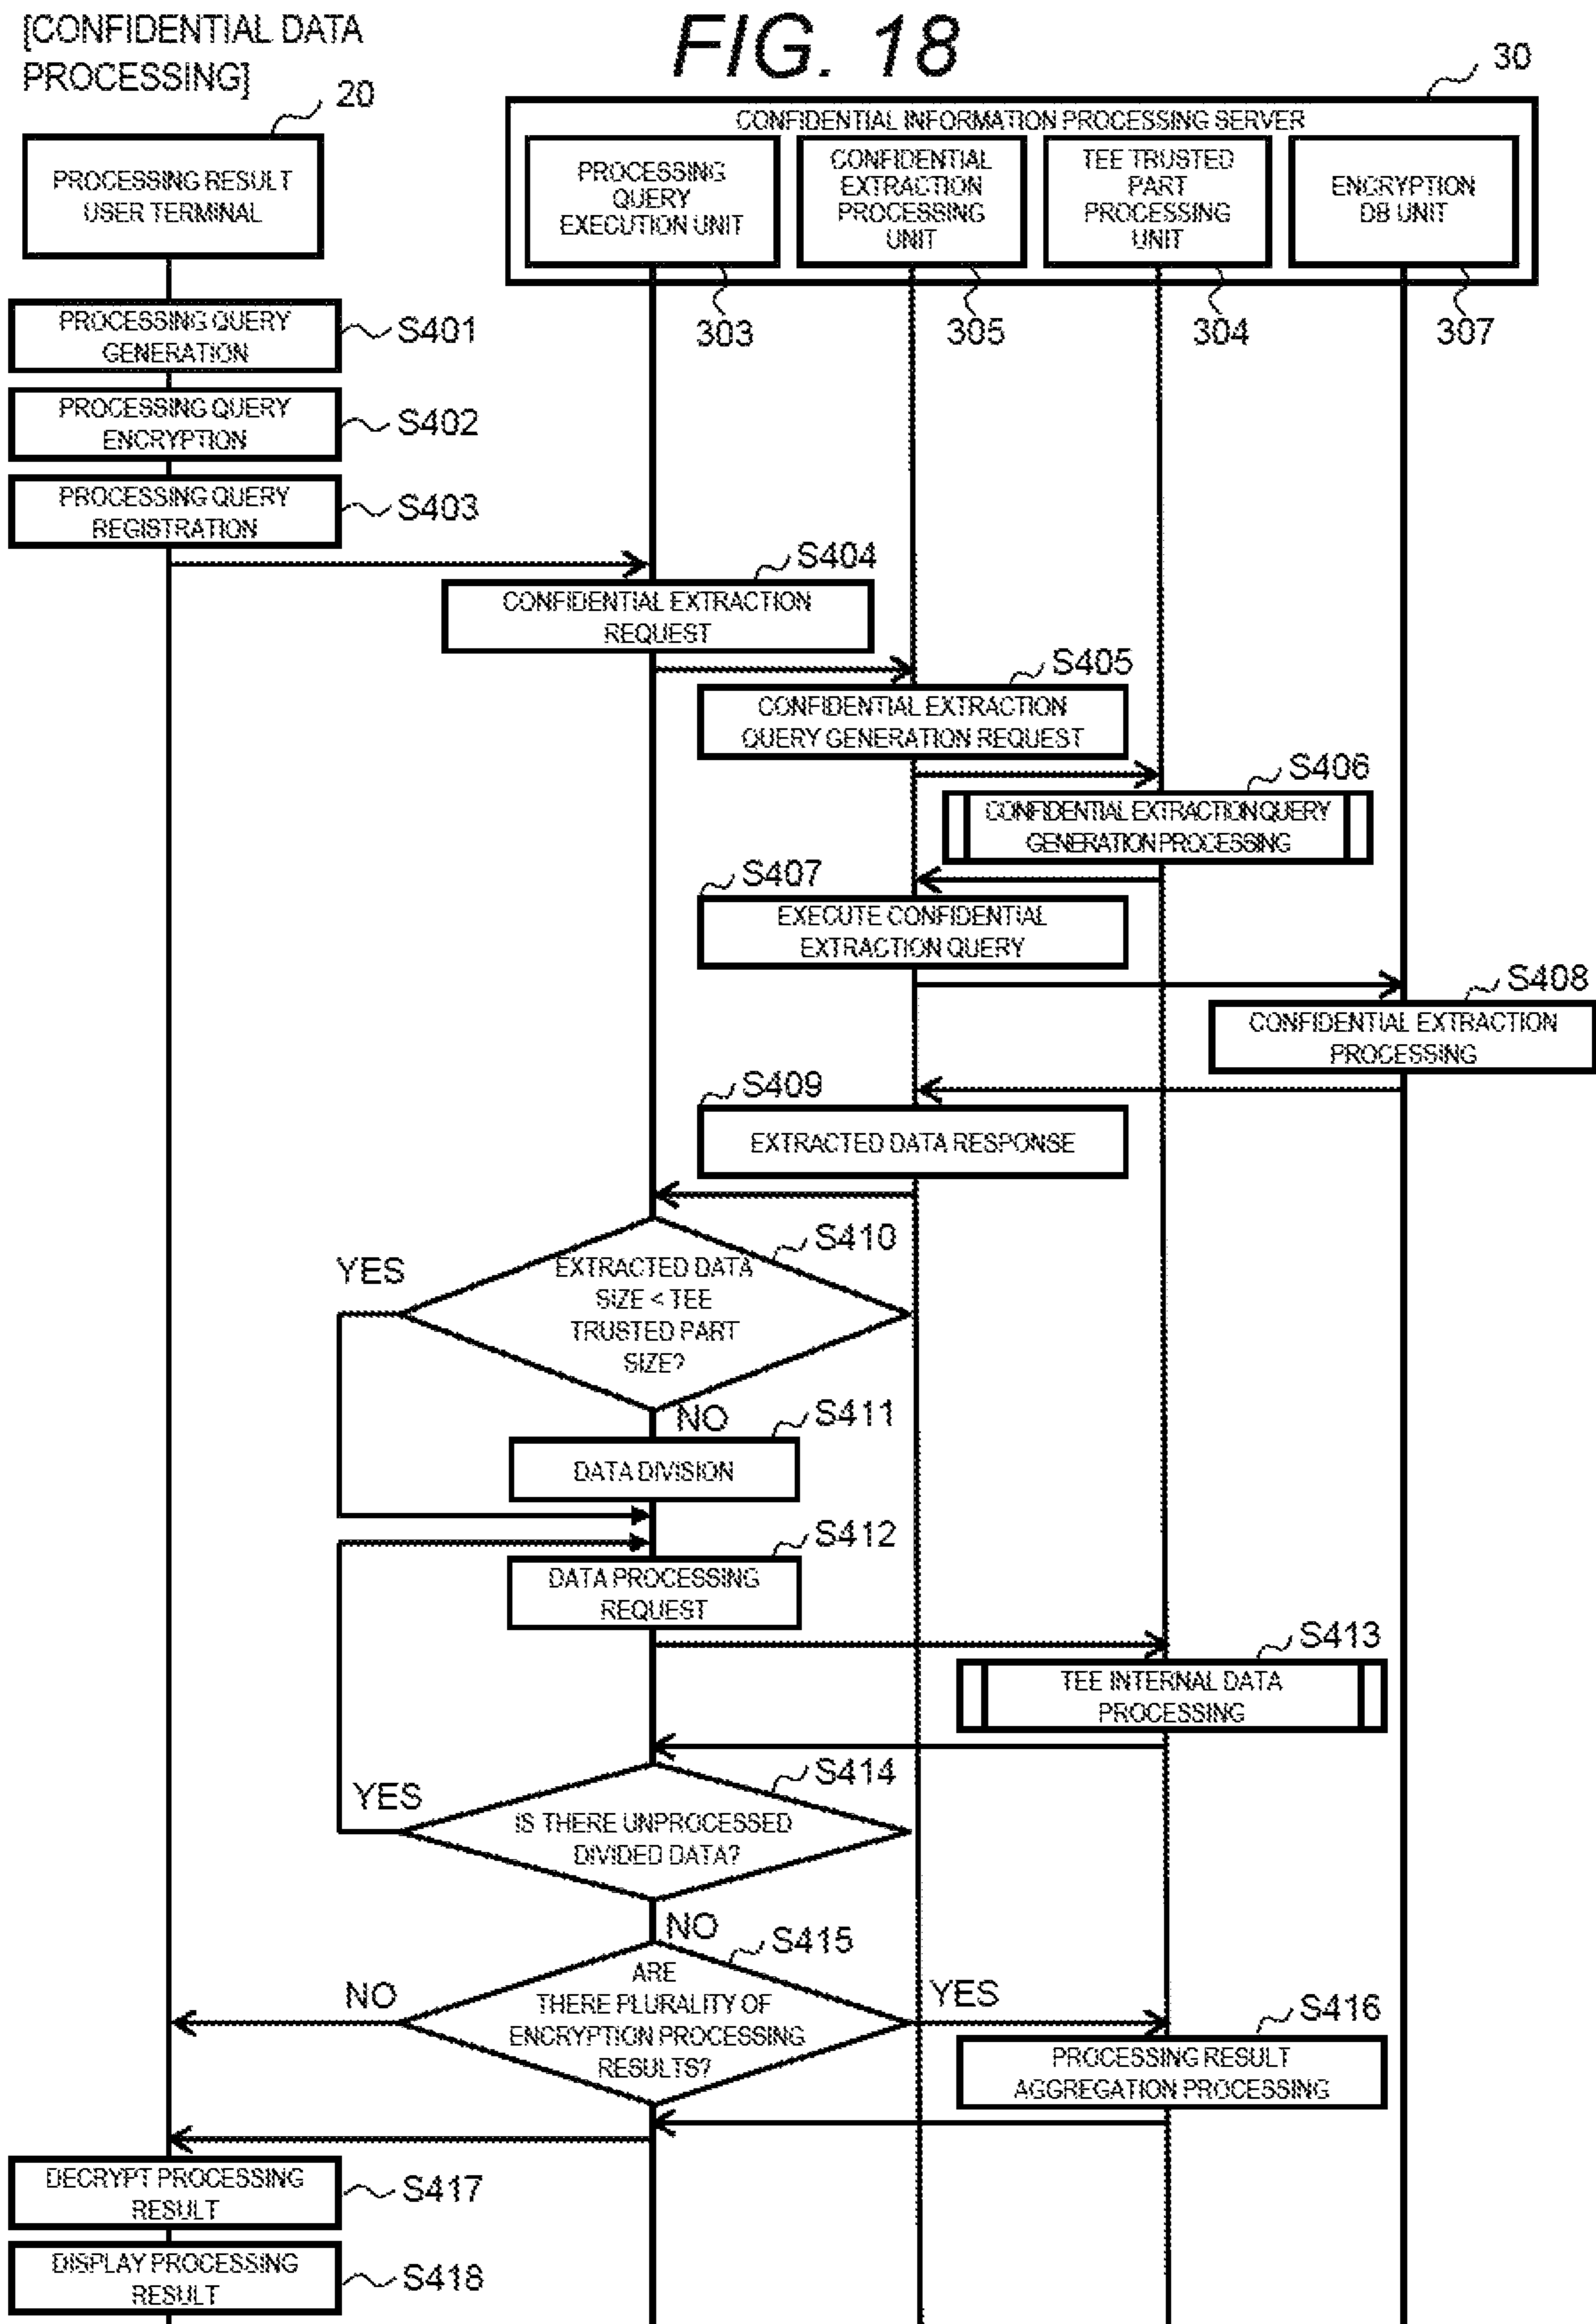 [CONFIDENTIAL DATA
PROCESSING]
FIG. 18
20
30
CONFIDENTIAL INFORMATION PROCESSING SERVER
PROCESSING RESULT
USER TERMINAL
PROCESSING
QUERY
EXECUTION UNIT
CONFIDENTIAL
EXTRACTION
PROCESSING
UNIT
TEE TRUSTED
PART
PROCESSING
UNIT
ENCRYPTION
DB UNIT
303
305
304
307
PROCESSING QUERY
GENERATION
S401
PROCESSING QUERY
ENCRYPTION
S402
PROCESSING QUERY
REGISTRATION
S403
S404
CONFIDENTIAL EXTRACTION
REQUEST
S405
CONFIDENTIAL EXTRACTION
QUERY GENERATION REQUEST
S406
CONFIDENTIAL EXTRACTION QUERY
GENERATION PROCESSING
S407
EXECUTE CONFIDENTIAL
EXTRACTION QUERY
S408
CONFIDENTIAL EXTRACTION
PROCESSING
S409
EXTRACTED DATA RESPONSE
S410
YES
EXTRACTED DATA
SIZE < TEE
TRUSTED PART
SIZE?
NO
S411
DATA DIVISION
S412
DATA PROCESSING
REQUEST
S413
TEE INTERNAL DATA
PROCESSING
S414
YES
IS THERE UNPROCESSED
DIVIDED DATA?
NO
S415
NO
ARE
THERE PLURALITY OF
ENCRYPTION PROCESSING
RESULTS?
YES
S416
PROCESSING RESULT
AGGREGATION PROCESSING
DECRYPT PROCESSING
RESULT
S417
DISPLAY PROCESSING
RESULT
S418